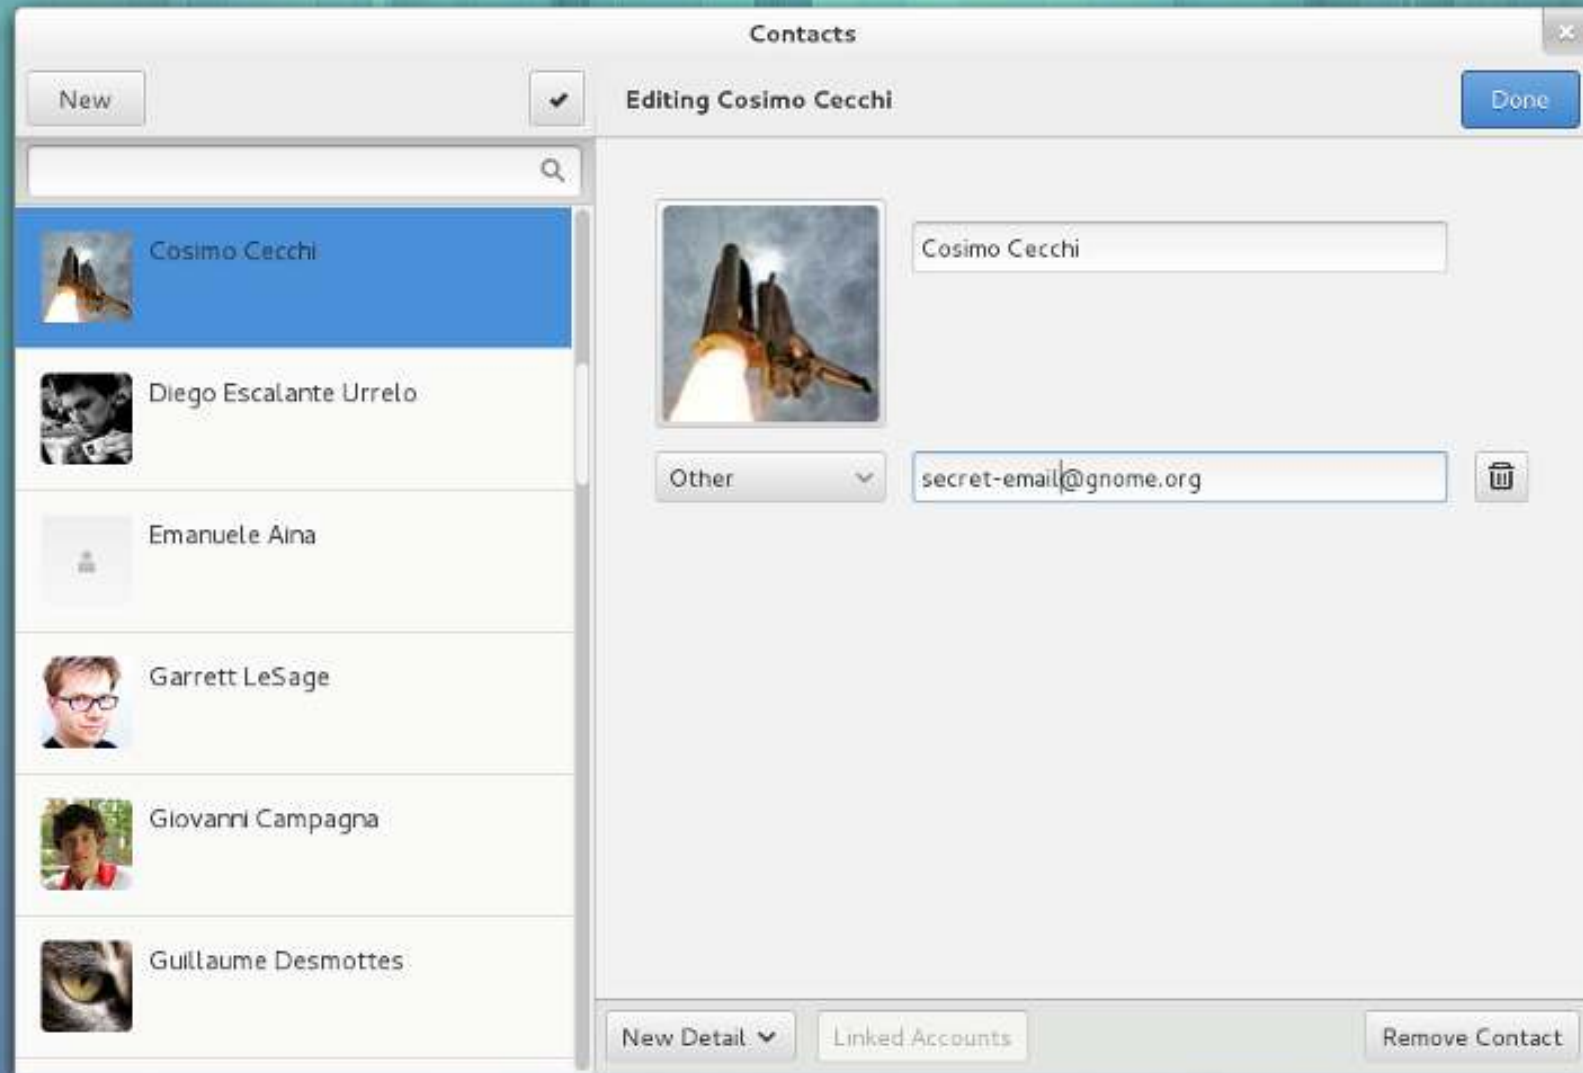 Contacts
New
Editing Cosimo Cecchi
Done
Cosimo Cecchi
Diego Escalante Urrelo
Emanuele Aina
Garrett LeSage
Giovanni Campagna
Guillaume Desmottes
Cosimo Cecchi
Other
secret-email@gnome.org
New Detail
Linked Accounts
Remove Contact